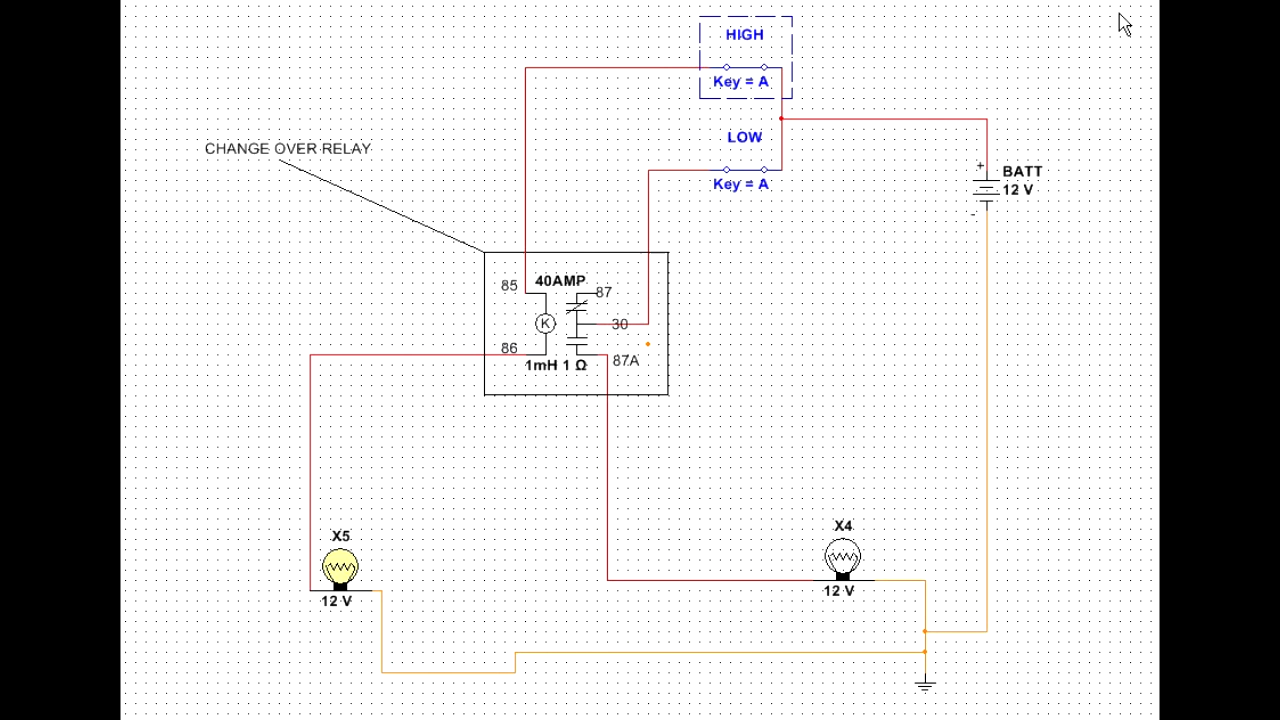 HIGH
Key = A
LOW
Key = A
CHANGE OVER RELAY
+
BATT
12 V
-
85
40AMP
87
K
30
86
1mH 1 Ω
87A
X5
12 V
X4
12 V